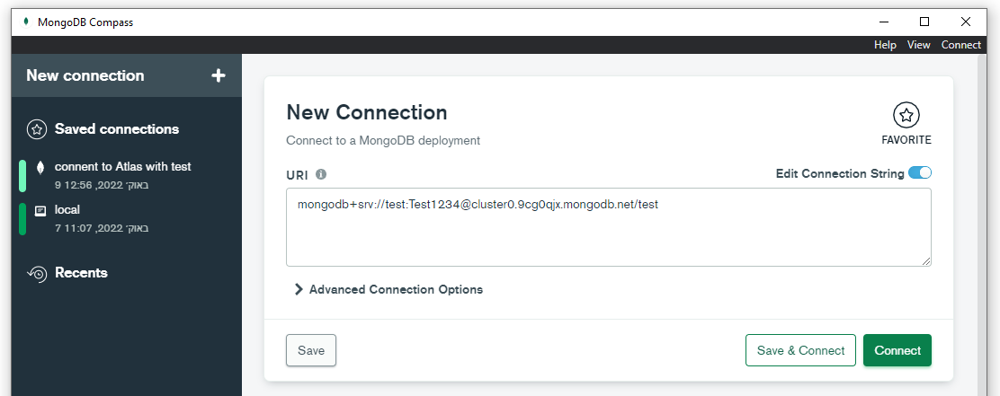 MongoDB Compass
Help View Connect
New connection
Saved connections
connent to Atlas with test
9 באוק׳ 2022, 12:56
local
7 באוק׳ 2022, 11:07
Recents
New Connection
Connect to a MongoDB deployment
FAVORITE
URI
Edit Connection String
mongodb+srv://test:Test1234@cluster0.9cg0qjx.mongodb.net/test
Advanced Connection Options
Save
Save & Connect
Connect